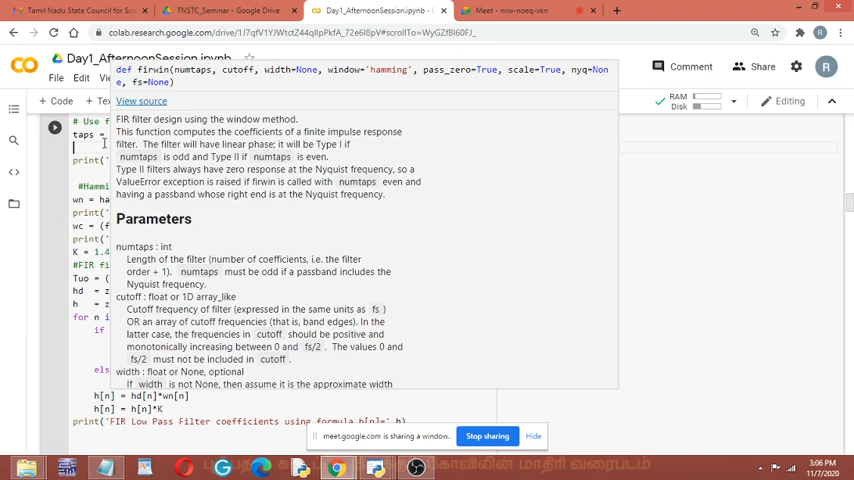 Tamil Nadu State Council for Sci
TNSTC_Seminar - Google Drive
Day1_AfternoonSession.ipynb - C
Meet - nvw-noeq-vkn
colab.research.google.com/drive/1J7qfV1YJWtctZ44qIlpPkfA_72e6I8pV#scrollTo=WyGZfYbC0FJ_
Day1_AfternoonSession.ipynb
File Edit
Comment Share R
+ Code + Tex
RAM
Disk
Editing
def firwin(numtaps, cutoff, width=None, window='hamming', pass_zero=True, scale=True, nyq=Non
e, fs=None)
View source
FIR filter design using the window method.
This function computes the coefficients of a finite impulse response
filter. The filter will have linear phase; it will be Type I if
numtaps is odd and Type II if numtaps is even.
Type II filters always have zero response at the Nyquist frequency, so a
ValueError exception is raised if firwin is called with numtaps even and
having a passband whose right end is at the Nyquist frequency.
Parameters
numtaps : int
Length of the filter (number of coefficients, i.e. the filter
order + 1). numtaps must be odd if a passband includes the
Nyquist frequency.
cutoff : float or 1D array_like
Cutoff frequency of filter (expressed in the same units as fs )
OR an array of cutoff frequencies (that is, band edges). In the
latter case, the frequencies in cutoff should be positive and
monotonically increasing between 0 and fs/2 . The values 0 and
fs/2 must not be included in cutoff .
width : float or None, optional
If width is not None, then assume it is the approximate width
# Use f
taps =
print('
#Hammi
wn = ha
print('
wc = (f
print('
K = 1.4
#FIR fi
Tuo = (
hd = z
h = z
for n i
if
els
h[n] = hd[n]*wn[n]
h[n] = h[n]*K
print('FIR Low Pass Filter coefficients using formula h[n]=',h)
meet.google.com is sharing a window.
Stop sharing
Hide
கோவிலின் மாதிரி வரைபடம்
3:06 PM
11/7/2020